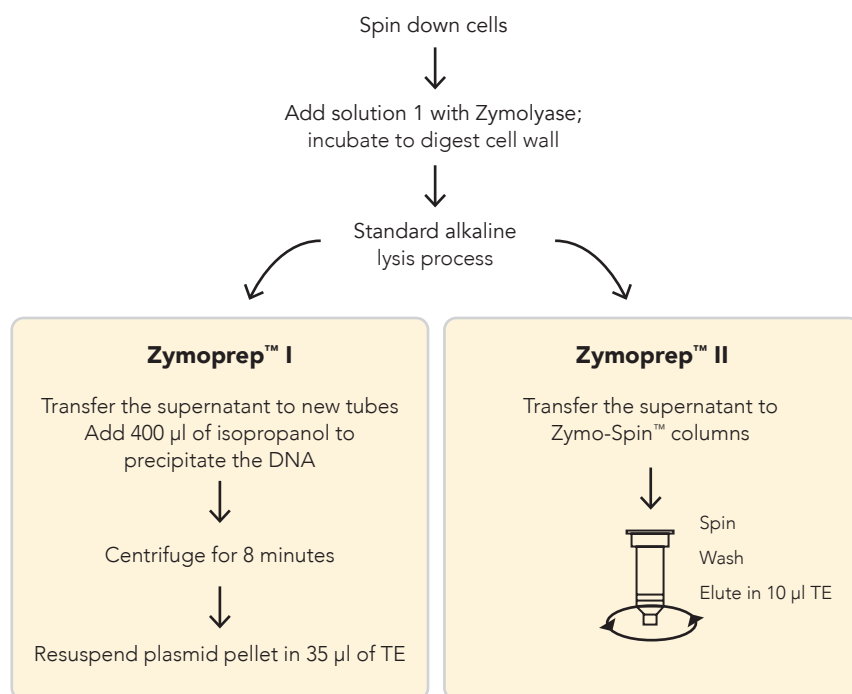 Spin down cells
Add solution 1 with Zymolyase;
incubate to digest cell wall
Standard alkaline
lysis process
Zymoprep™ I
Transfer the supernatant to new tubes
Add 400 µl of isopropanol to
precipitate the DNA
Centrifuge for 8 minutes
Resuspend plasmid pellet in 35 µl of TE
Zymoprep™ II
Transfer the supernatant to
Zymo-Spin™ columns
Spin
Wash
Elute in 10 µl TE